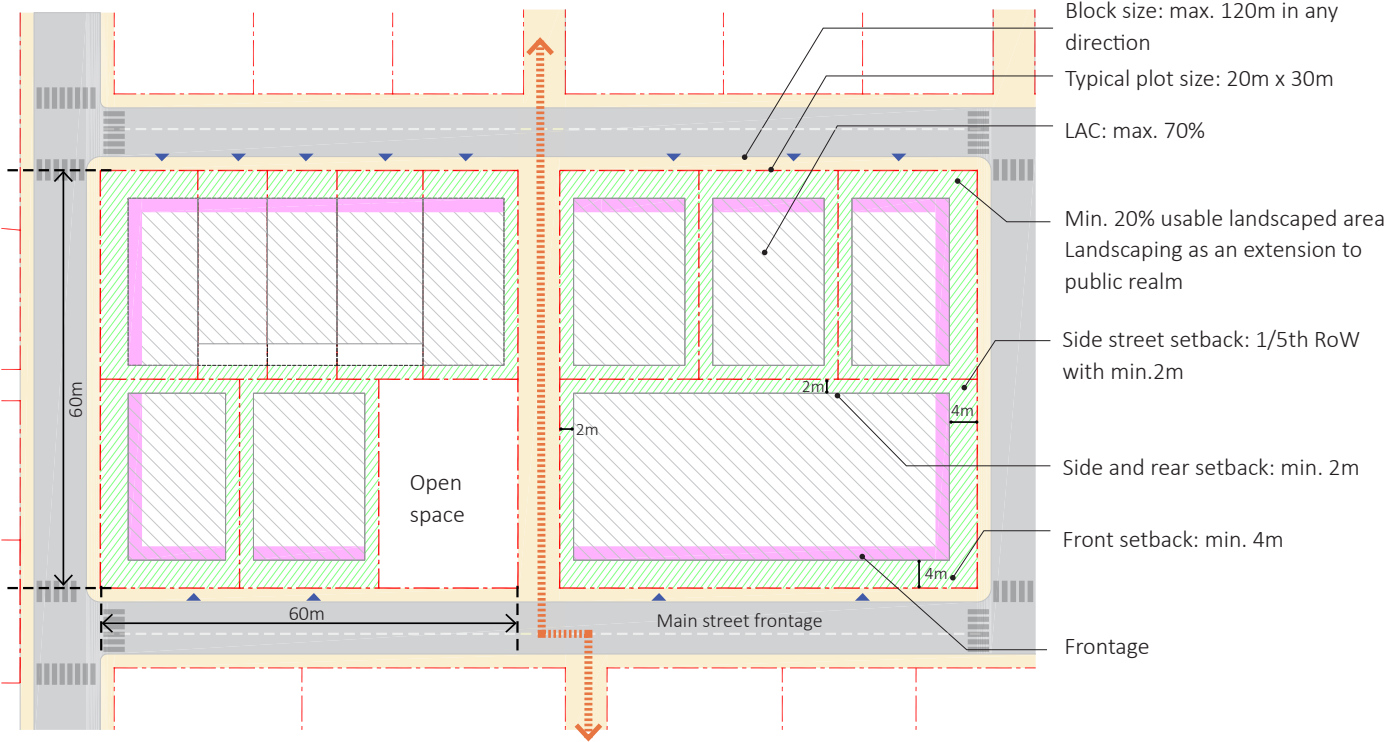 Block size: max. 120m in any
direction
Typical plot size: 20m x 30m
LAC: max. 70%
Min. 20% usable landscaped area
Landscaping as an extension to
public realm
Side street setback: 1/5th RoW
with min.2m
2m
60m
4m
2m
Side and rear setback: min. 2m
Open
space
Front setback: min. 4m
4m
60m
Main street frontage
Frontage